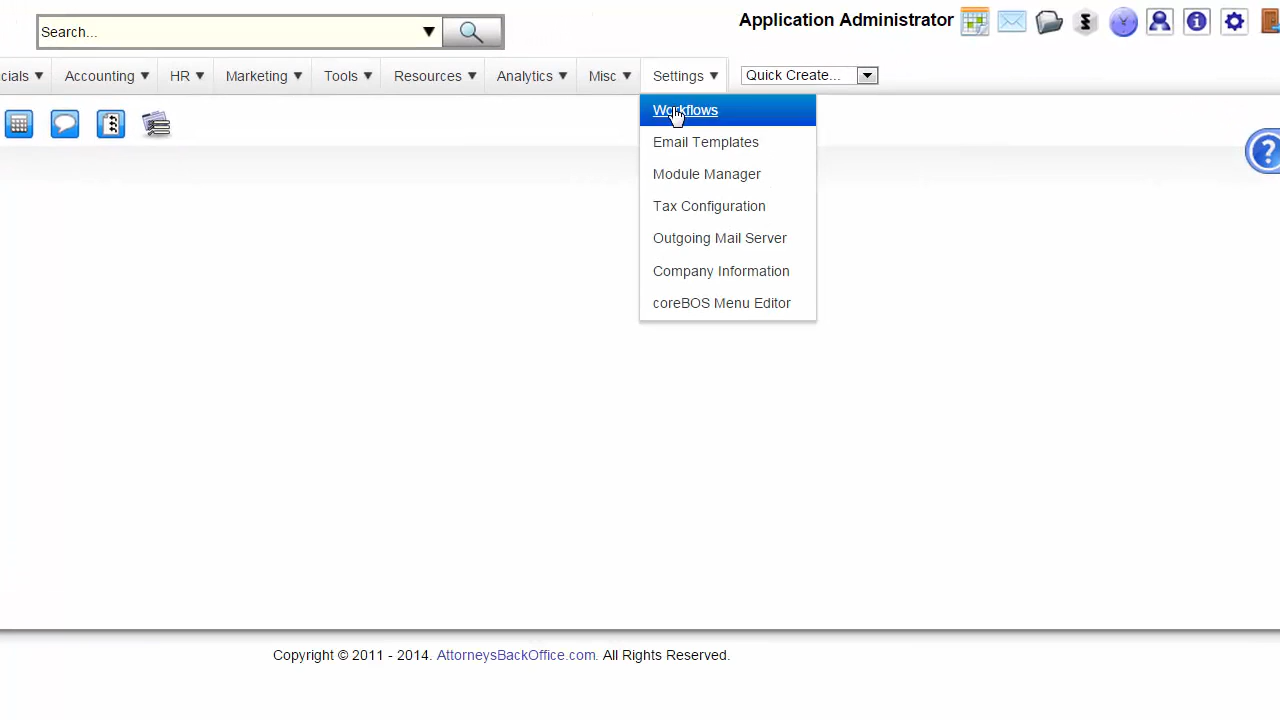 Search...
Application Administrator
cials
Accounting
HR
Marketing
Tools
Resources
Analytics
Misc
Settings
Quick Create...
Workflows
Email Templates
Module Manager
Tax Configuration
Outgoing Mail Server
Company Information
coreBOS Menu Editor
Copyright © 2011 - 2014. AttorneysBackOffice.com. All Rights Reserved.